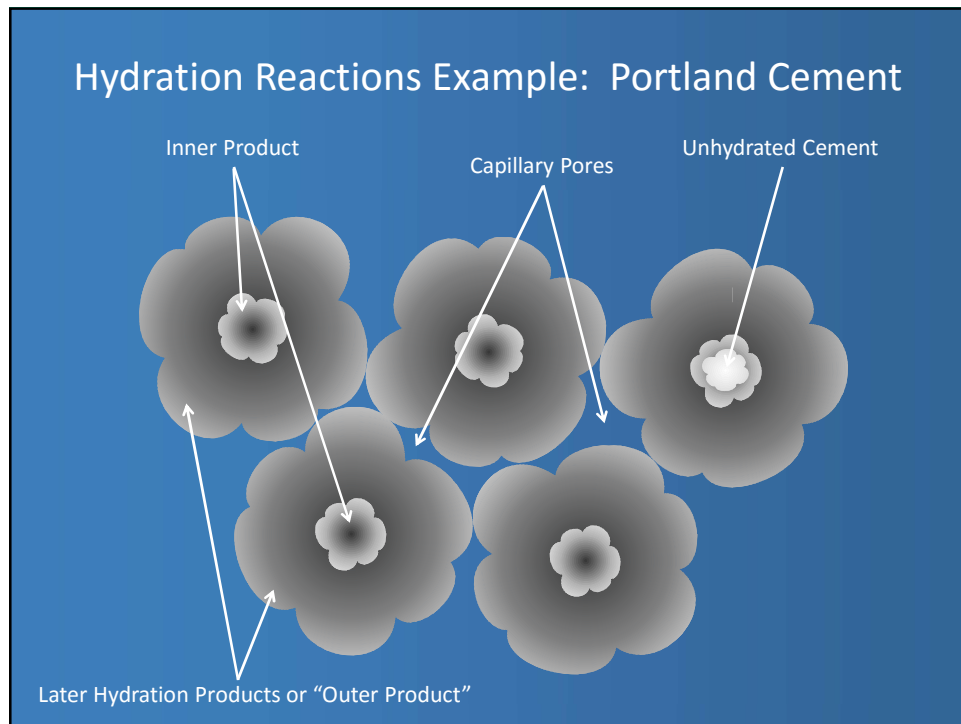 Hydration Reactions Example:  Portland Cement
Inner Product
Capillary Pores
Unhydrated Cement
Later Hydration Products or “Outer Product”